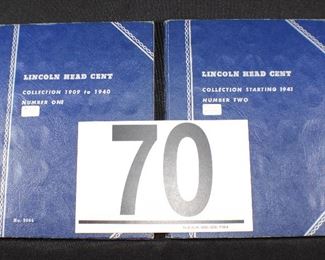 LINCOLN HEAD CENT
COLLECTION 1909 to 1940
NUMBER ONE
LINCOLN HEAD CENT
COLLECTION STARTING 1941
NUMBER TWO
70